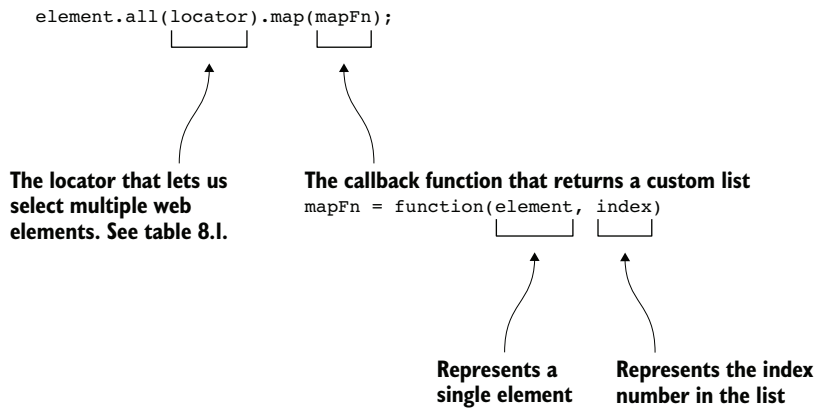 element.all(locator).map(mapFn);
The locator that lets us
select multiple web
elements. See table 8.1.
The callback function that returns a custom list
mapFn = function(element, index)
Represents a
single element
Represents the index
number in the list